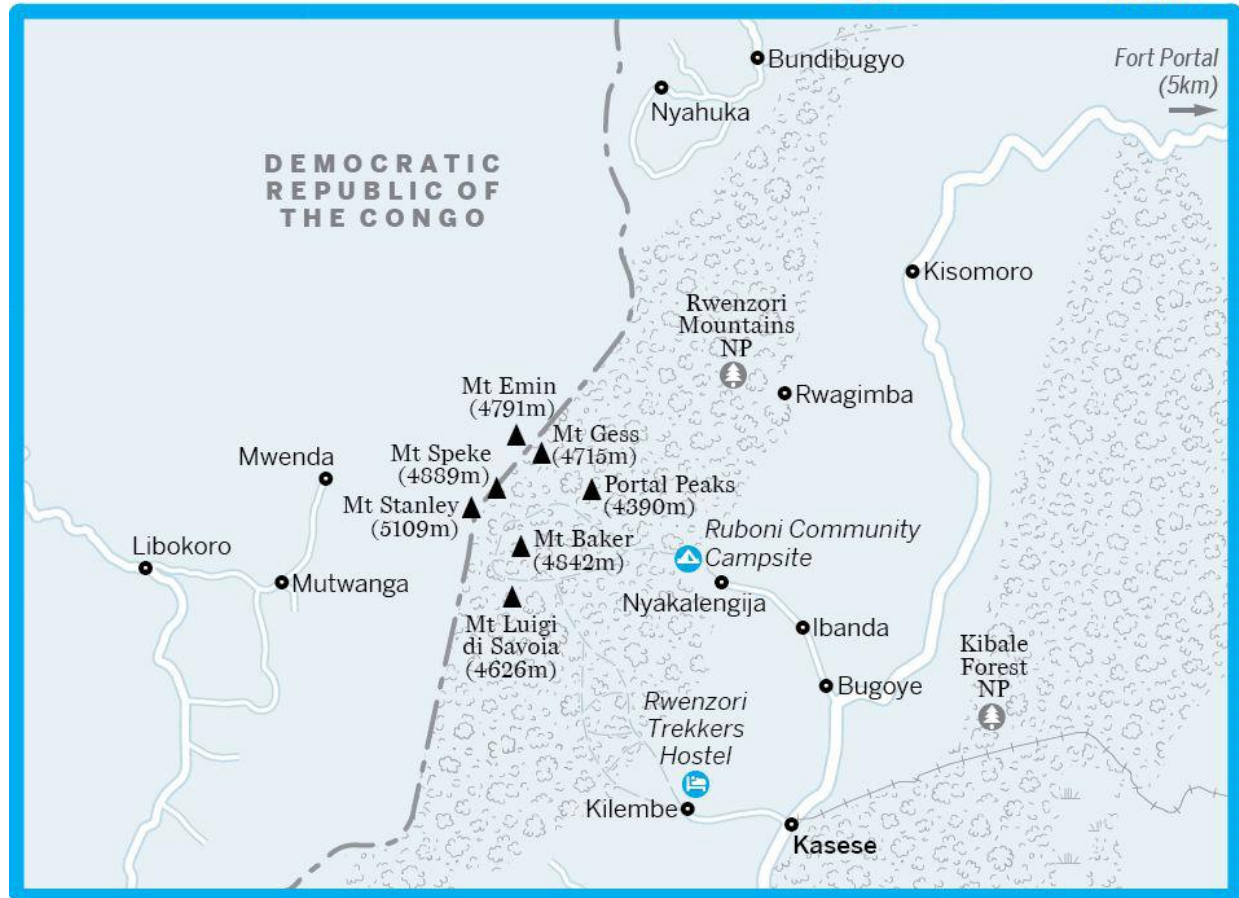 Bundibugyo
Fort Portal
(5km)
Nyahuka
DEMOCRATIC
REPUBLIC OF
THE CONGO
Kisomoro
Rwenzori
Mountains
NP
Mt Emin
(4791m)
Rwagimba
Mt Gess
(4715m)
Mwenda
Mt Speke
(4889m)
Portal Peaks
(4390m)
Mt Stanley
(5109m)
Ruboni Community
Campsite
Mt Baker
(4842m)
Libokoro
Mutwanga
Nyakalengija
Mt Luigi
di Savoia
(4626m)
Ibanda
Kibale
Forest
NP
Bugoye
Rwenzori
Trekkers
Hostel
Kilembe
Kasese